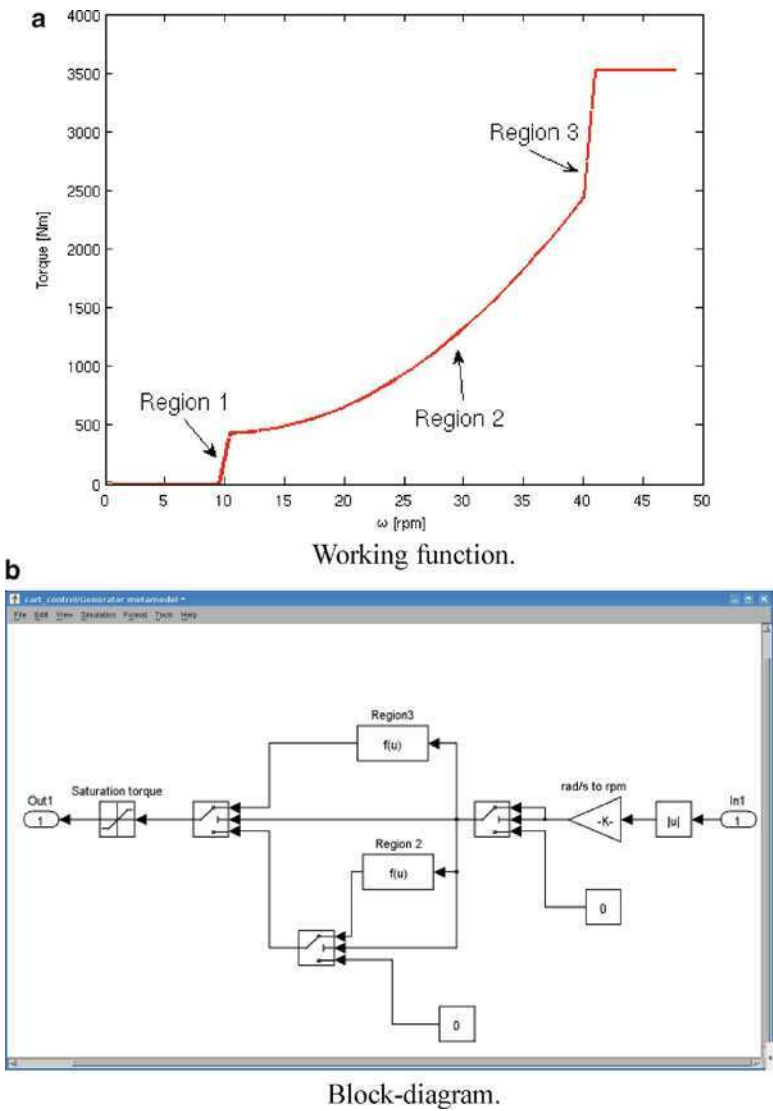 a
4000
3500
3000
2500
2000
1500
1000
500
0
Torque [Nm]
Region 3
Region 1
Region 2
0 5 10 15 20 25 30 35 40 45 50
ω [rpm]
Working function.
b
cart_control/Generator metamodel *
File Edit View Simulation Format Tools Help
Region3
f(u)
Saturation torque
rad/s to rpm
Out1
In1
1
-K-
|u|
1
Region 2
f(u)
0
0
Block-diagram.